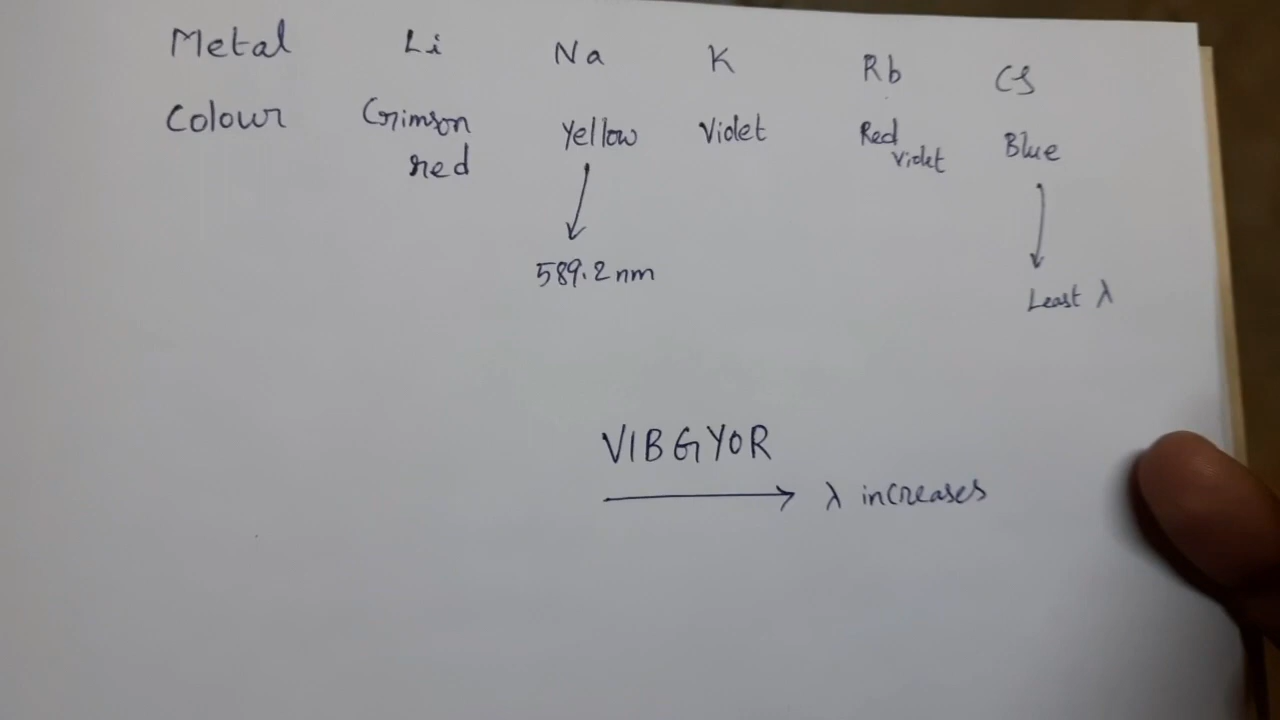 Metal Li Na K Rb Cs
Colour Crimson red Yellow Violet Red Violet Blue
589.2 nm
Least λ
VIBGYOR
λ increases